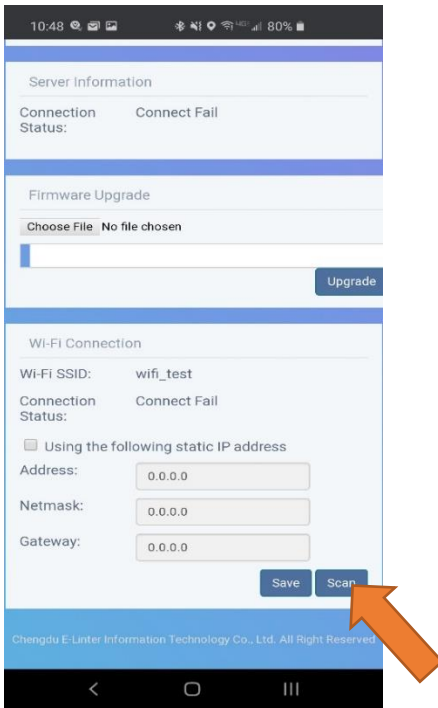 10:48 80%
Server Information
Connection Status: Connect Fail
Firmware Upgrade
Choose File No file chosen
Upgrade
Wi-Fi Connection
Wi-Fi SSID: wifi_test
Connection Status: Connect Fail
Using the following static IP address
Address: 0.0.0.0
Netmask: 0.0.0.0
Gateway: 0.0.0.0
Save Scan
Chengdu E-Linter Information Technology Co., Ltd. All Right Reserved